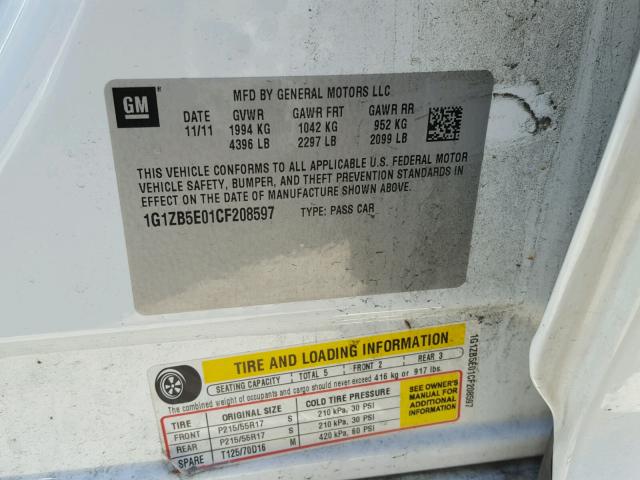 GM
MFD BY GENERAL MOTORS LLC
DATE GVWR GAWR FRT GAWR RR
11/11 1994 KG 1042 KG 952 KG
4396 LB 2297 LB 2099 LB
THIS VEHICLE CONFORMS TO ALL APPLICABLE U.S. FEDERAL MOTOR
VEHICLE SAFETY, BUMPER, AND THEFT PREVENTION STANDARDS IN
EFFECT ON THE DATE OF MANUFACTURE SHOWN ABOVE.
1G1ZB5E01CF208597 TYPE: PASS CAR
TIRE AND LOADING INFORMATION
SEATING CAPACITY TOTAL 5 FRONT 2 REAR 3
The combined weight of occupants and cargo should never exceed 416 kg or 917 lbs.
TIRE ORIGINAL SIZE COLD TIRE PRESSURE
FRONT P215/55R17 S 210 kPa, 30 PSI
REAR P215/55R17 S 210 kPa, 30 PSI
SPARE T125/70D16 M 420 kPa, 60 PSI
SEE OWNER'S
MANUAL FOR
ADDITIONAL
INFORMATION
1G1ZB5E01CF208597